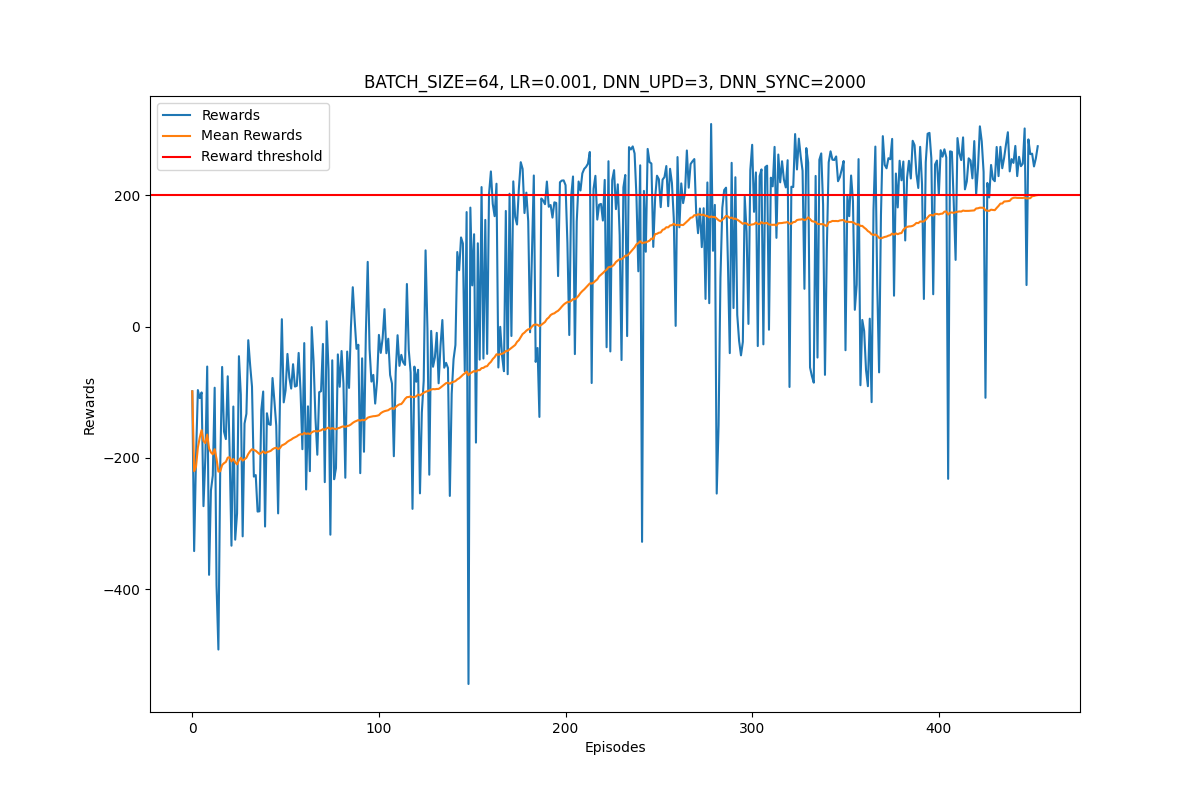 BATCH_SIZE=64, LR=0.001, DNN_UPD=3, DNN_SYNC=2000
Rewards
Mean Rewards
Reward threshold
200
0
−200
−400
Rewards
0
100
200
300
400
Episodes